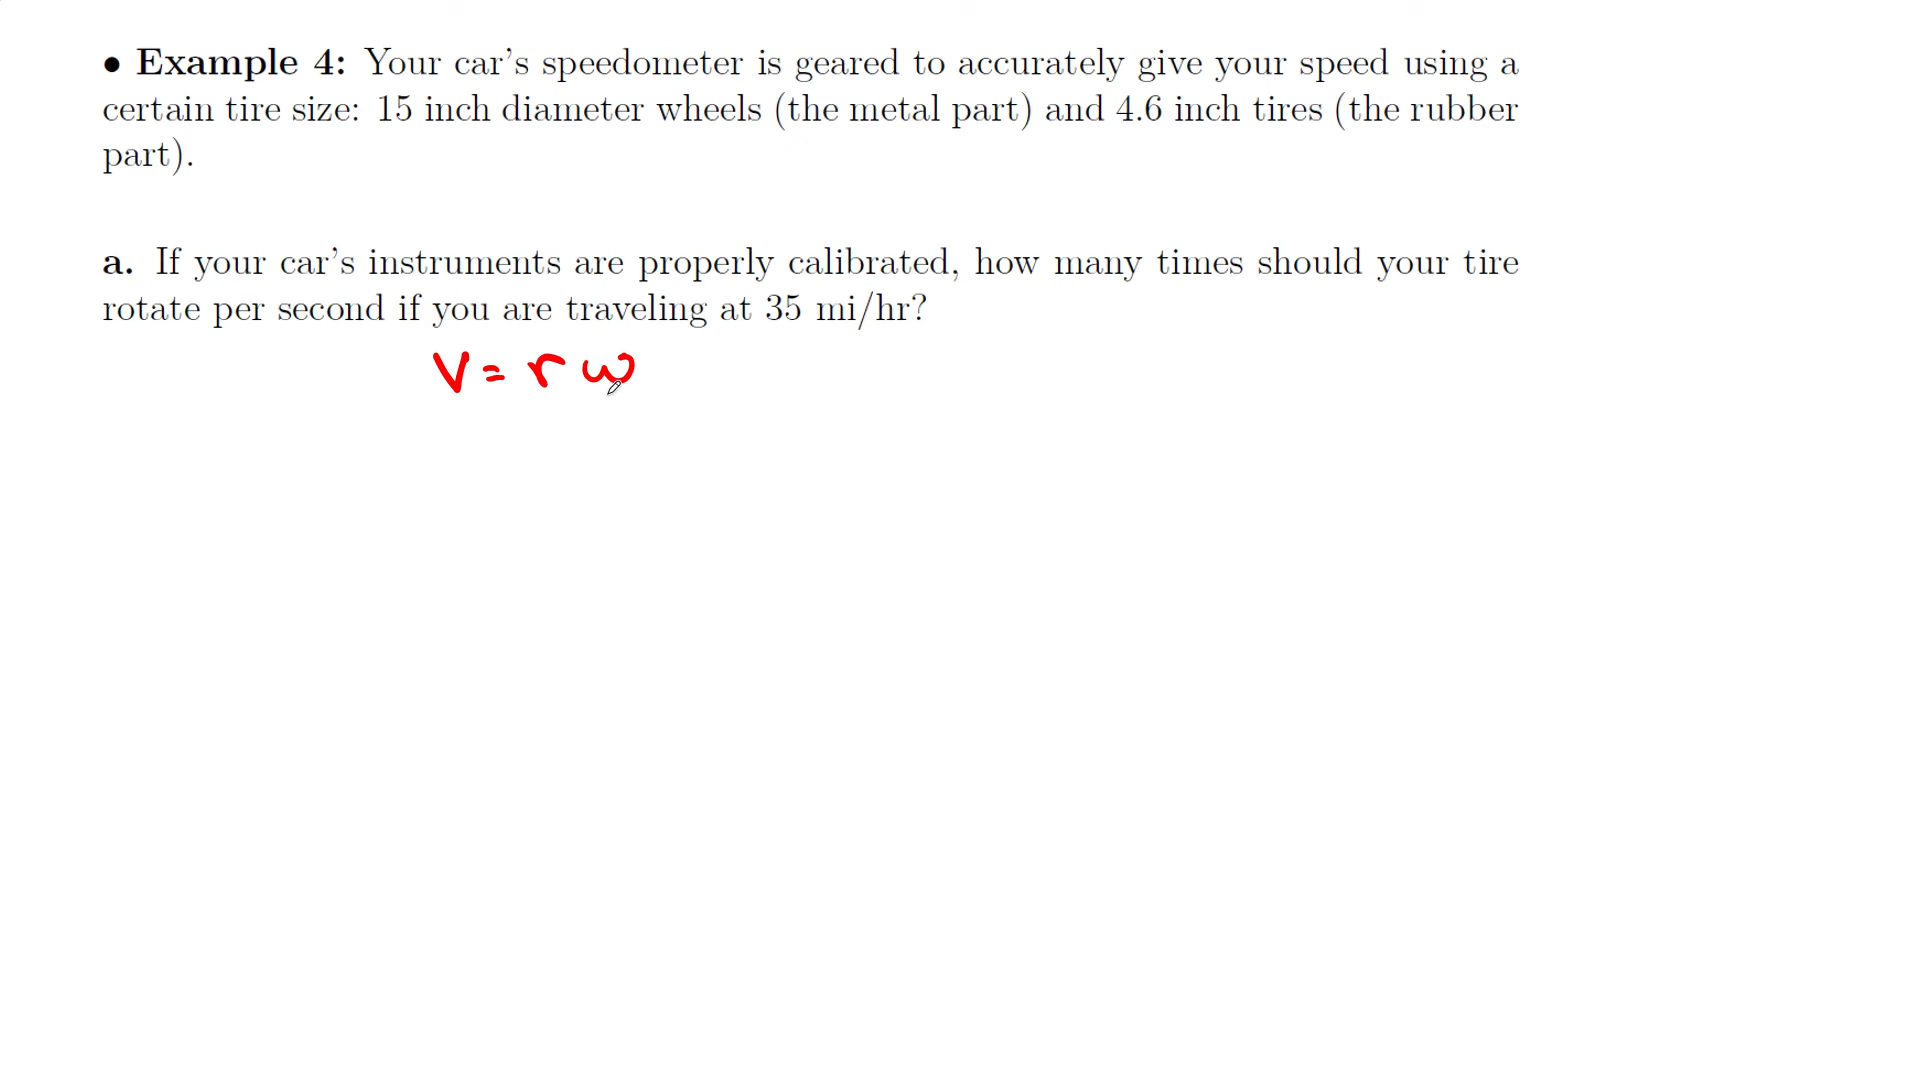 • Example 4: Your car's speedometer is geared to accurately give your speed using a
certain tire size: 15 inch diameter wheels (the metal part) and 4.6 inch tires (the rubber
part).
a. If your car's instruments are properly calibrated, how many times should your tire
rotate per second if you are traveling at 35 mi/hr?
V = r ω